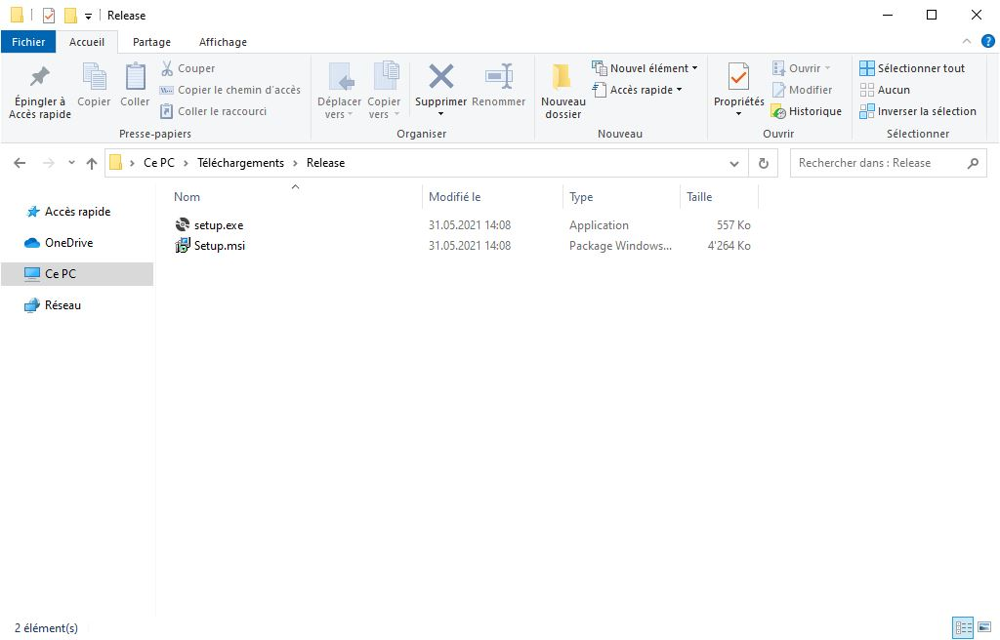 Release
Fichier Accueil Partage Affichage
Épingler à Accès rapide
Copier
Coller
Couper
Copier le chemin d'accès
Coller le raccourci
Presse-papiers
Déplacer vers
Copier vers
Supprimer
Renommer
Organiser
Nouveau dossier
Nouvel élément
Accès rapide
Nouveau
Propriétés
Ouvrir
Modifier
Historique
Ouvrir
Sélectionner tout
Aucun
Inverser la sélection
Sélectionner
Ce PC > Téléchargements > Release
Rechercher dans : Release
Accès rapide
OneDrive
Ce PC
Réseau
Nom Modifié le Type Taille
setup.exe 31.05.2021 14:08 Application 557 Ko
Setup.msi 31.05.2021 14:08 Package Windows... 4'264 Ko
2 élément(s)